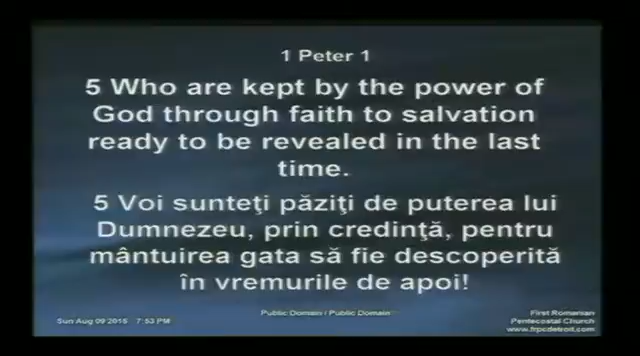 1 Peter 1
5 Who are kept by the power of
God through faith to salvation
ready to be revealed in the last
time.
5 Voi sunteţi păziţi de puterea lui
Dumnezeu, prin credinţă, pentru
mântuirea gata să fie descoperită
în vremurile de apoi!
Public Domain / Public Domain
Sun Aug 09 2015 7:53 PM
First Romanian
Pentecostal Church
www.frpcdetroit.com